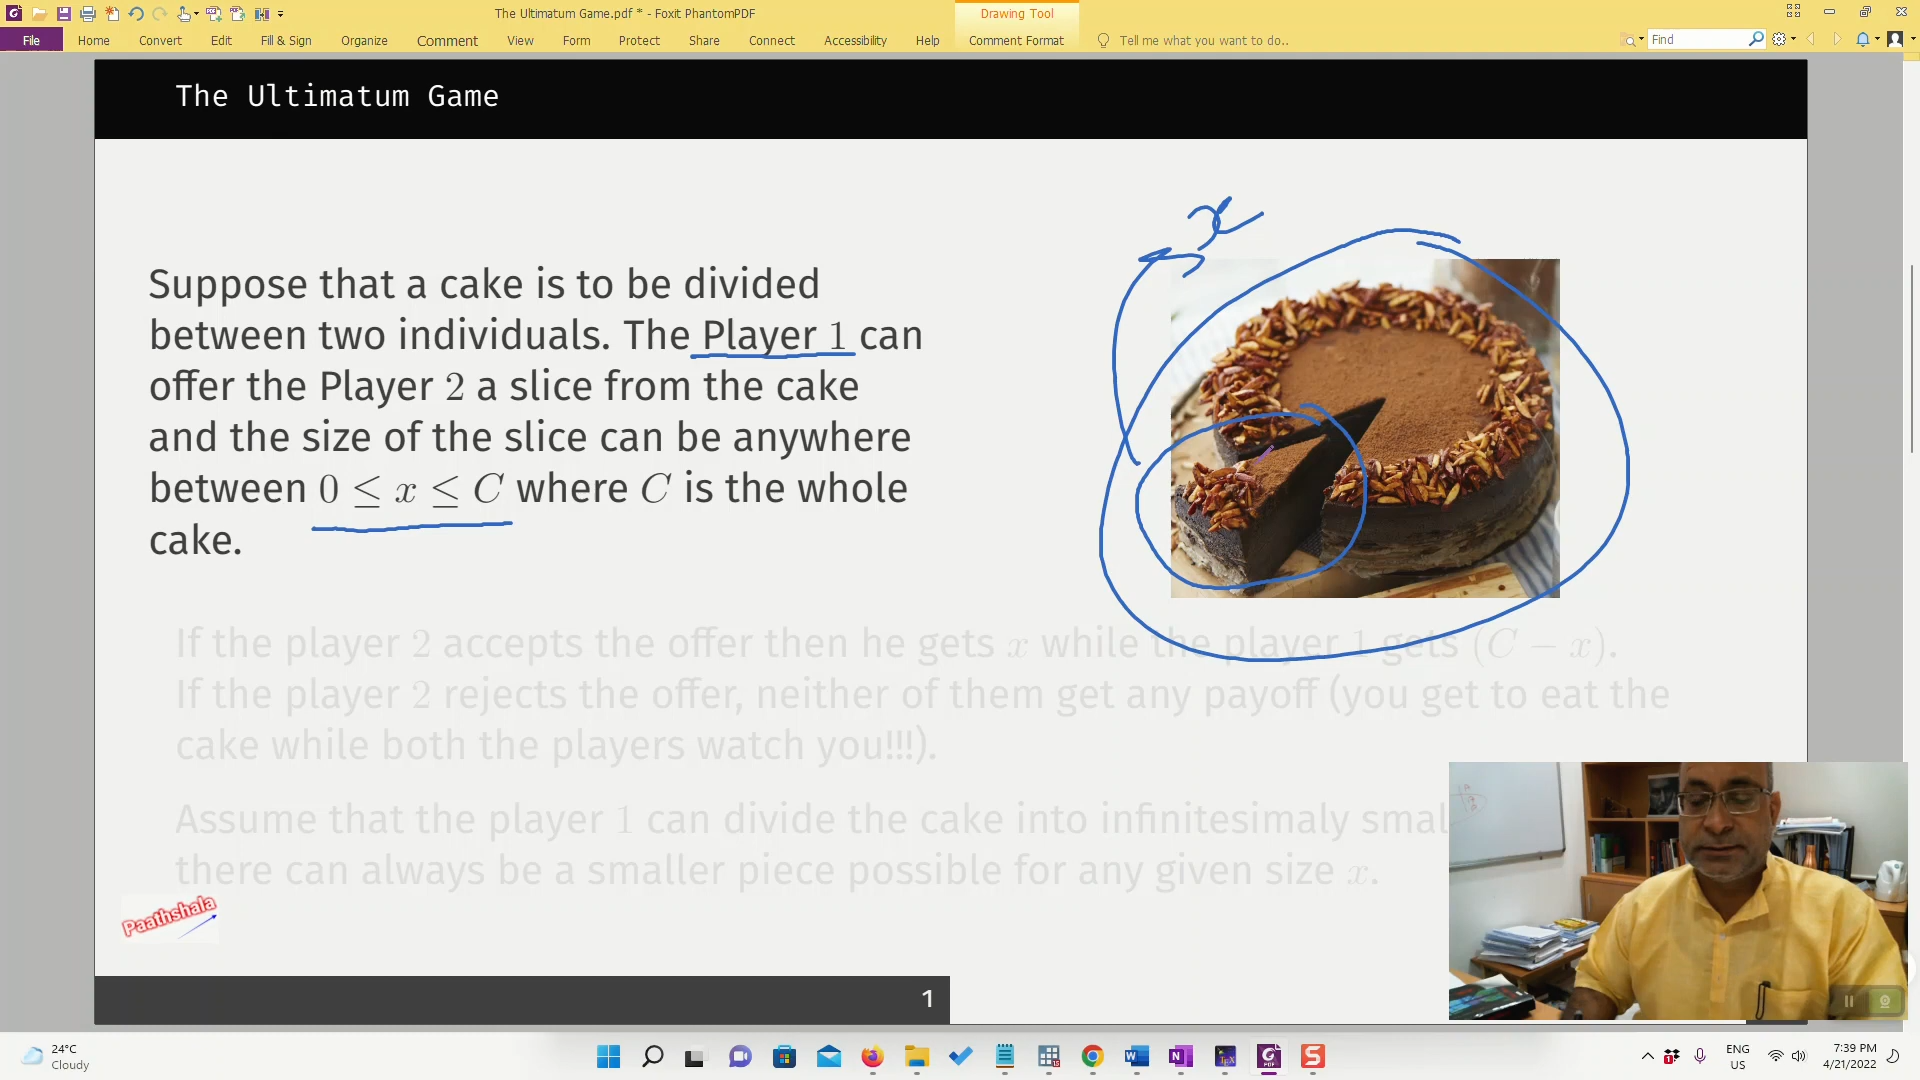 The Ultimatum Game.pdf * - Foxit PhantomPDF
Drawing Tool
File Home Convert Edit Fill & Sign Organize Comment View Form Protect Share Connect Accessibility Help Comment Format Tell me what you want to do.. Find
The Ultimatum Game
x
Suppose that a cake is to be divided
between two individuals. The Player 1 can
offer the Player 2 a slice from the cake
and the size of the slice can be anywhere
between 0 ≤ x ≤ C where C is the whole
cake.
If the player 2 accepts the offer then he gets x while the player 1 gets (C − x).
If the player 2 rejects the offer, neither of them get any payoff (you get to eat the
cake while both the players watch you!!!).
Assume that the player 1 can divide the cake into infinitesimaly smal
there can always be a smaller piece possible for any given size x.
Paathshala
1
24°C
Cloudy
ENG
US
7:39 PM
4/21/2022